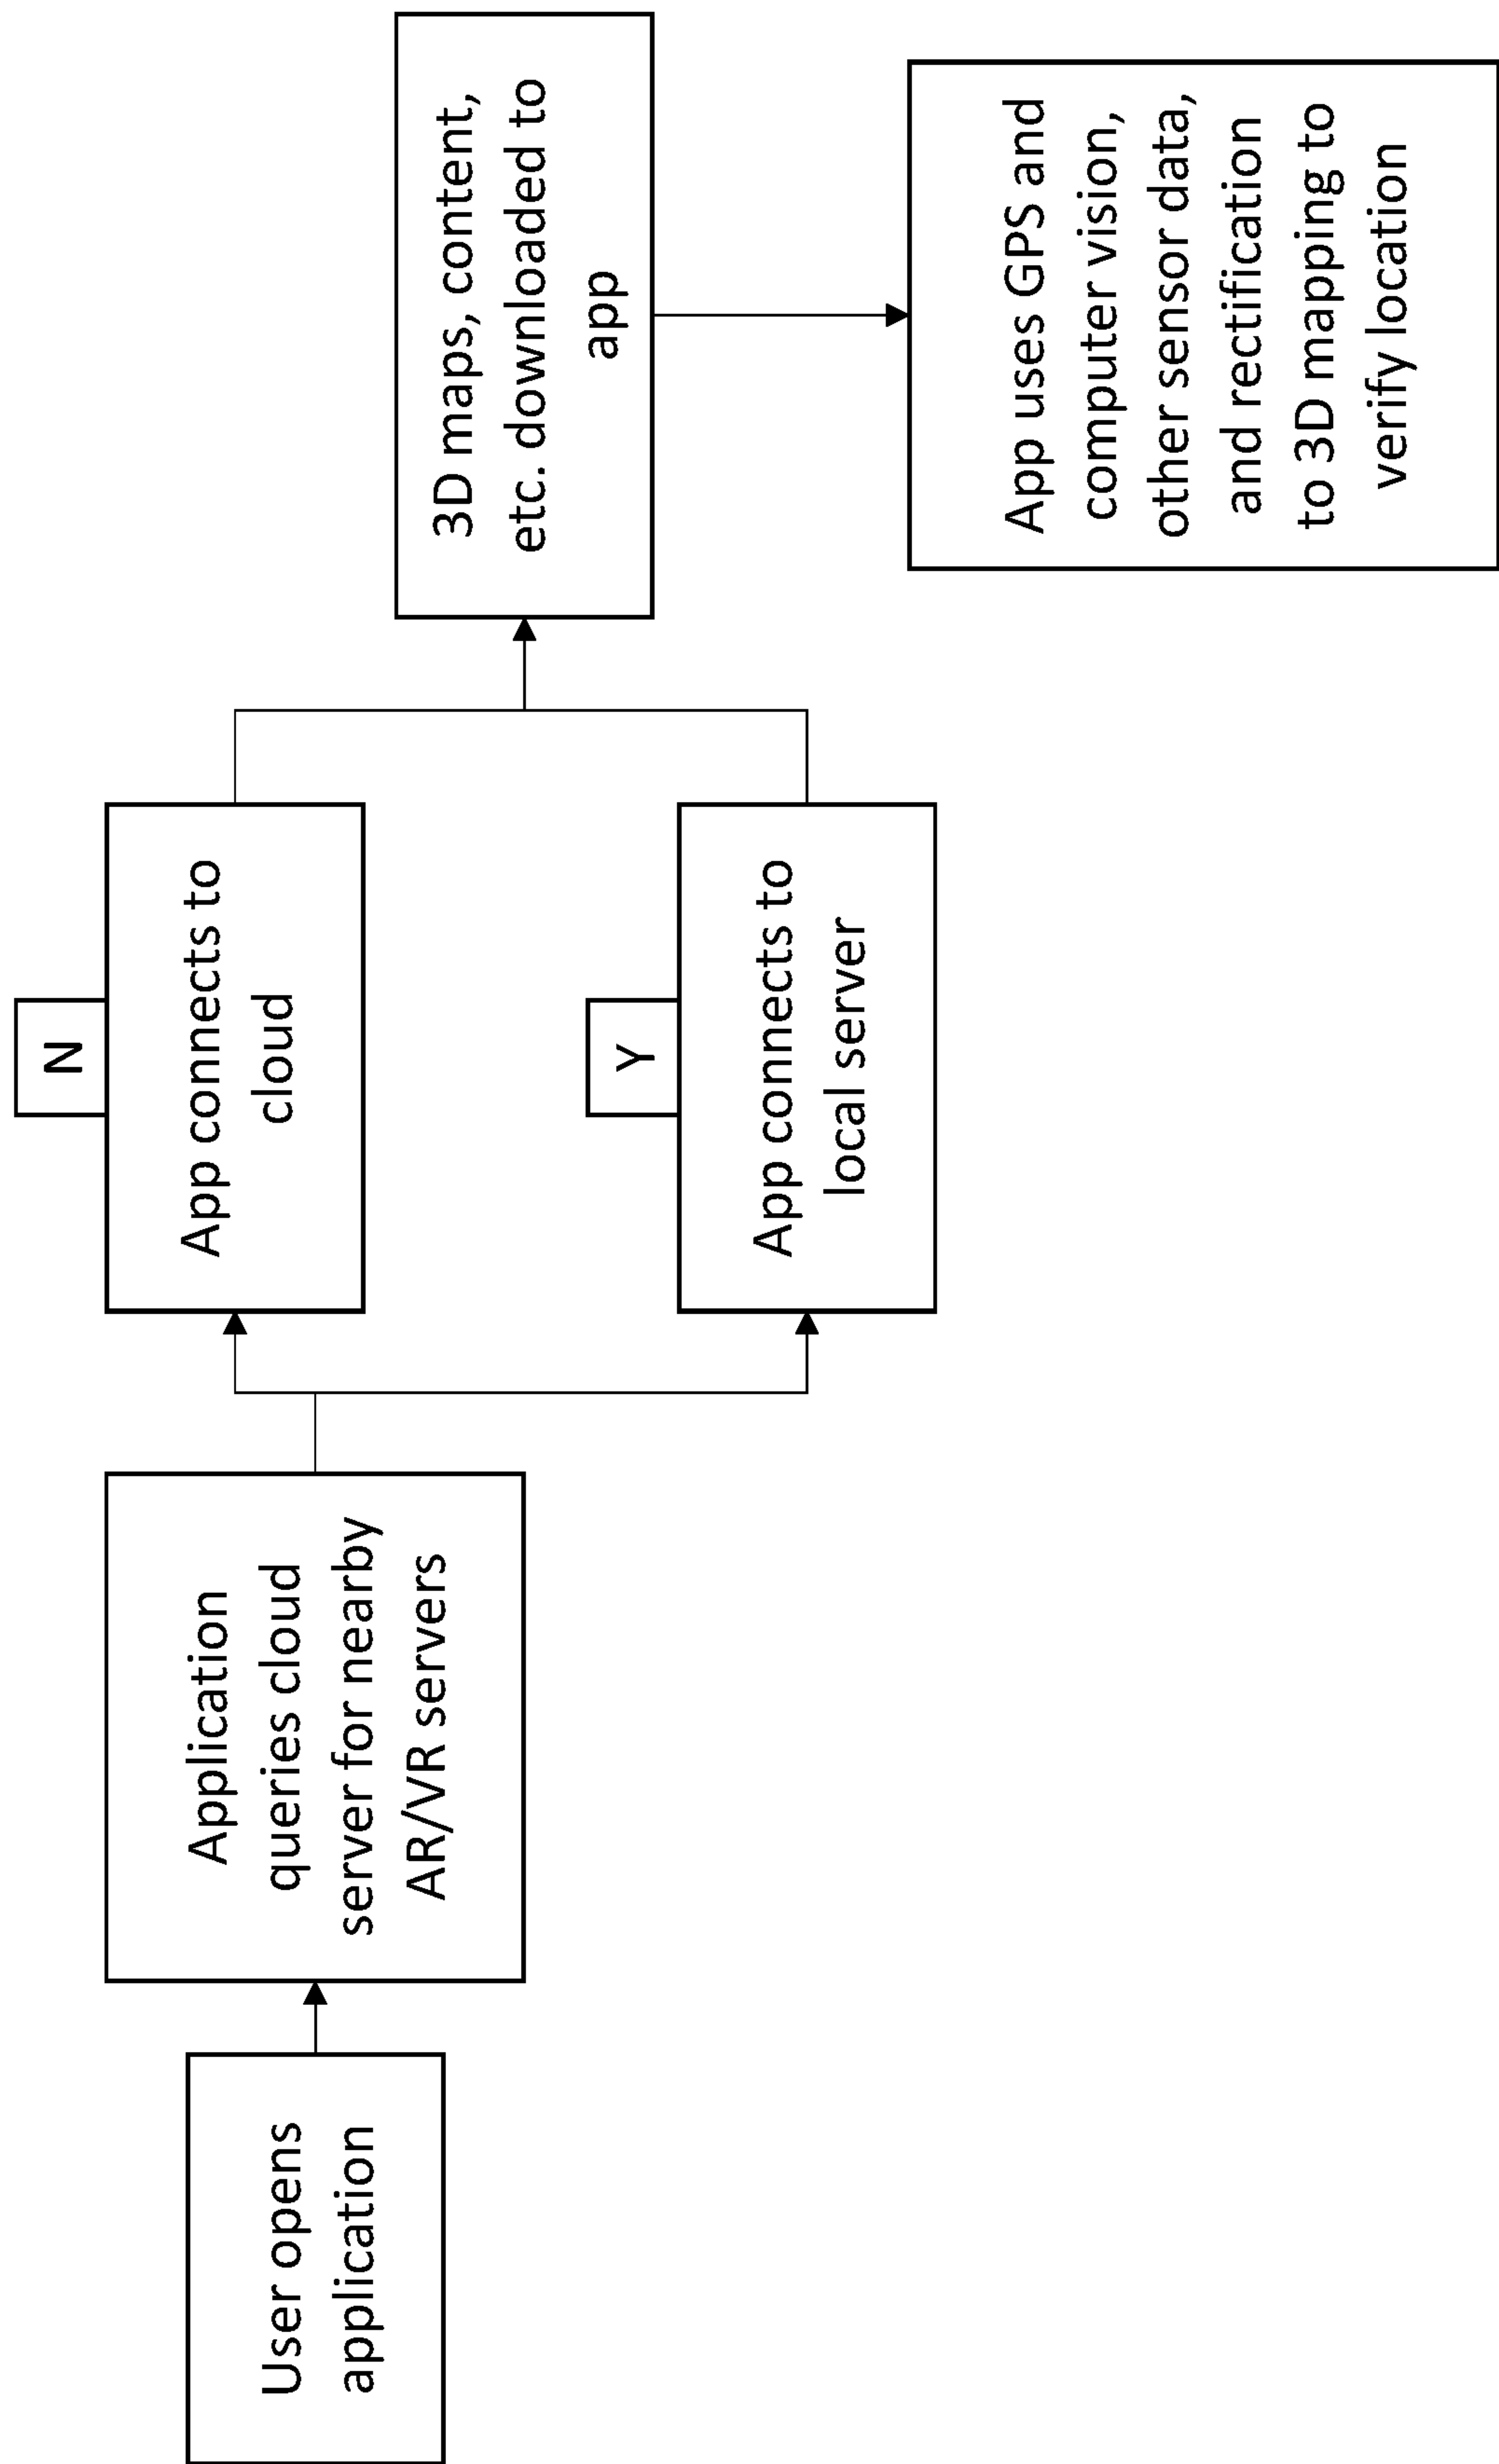 User opens
application
Application
queries cloud
server for nearby
AR/VR servers
N
App connects to
cloud
Y
App connects to
local server
3D maps, content,
etc. downloaded to
app
App uses GPS and
computer vision,
other sensor data,
and rectification
to 3D mapping to
verify location